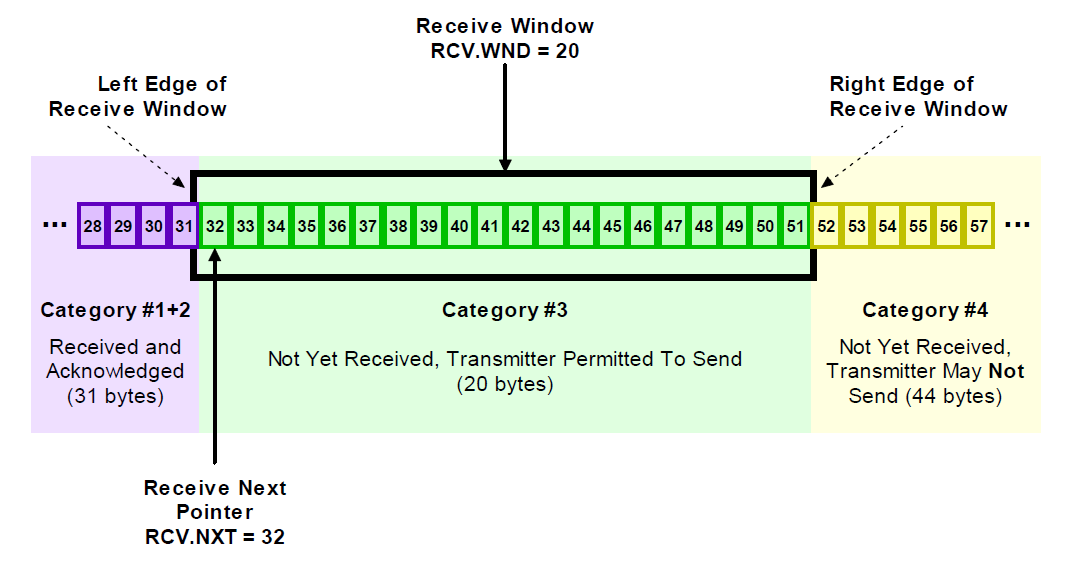 Receive Window
RCV.WND = 20
Left Edge of
Receive Window
Right Edge of
Receive Window
... 28 29 30 31 32 33 34 35 36 37 38 39 40 41 42 43 44 45 46 47 48 49 50 51 52 53 54 55 56 57 ...
Category #1+2
Received and
Acknowledged
(31 bytes)
Category #3
Not Yet Received, Transmitter Permitted To Send
(20 bytes)
Category #4
Not Yet Received,
Transmitter May Not
Send (44 bytes)
Receive Next
Pointer
RCV.NXT = 32